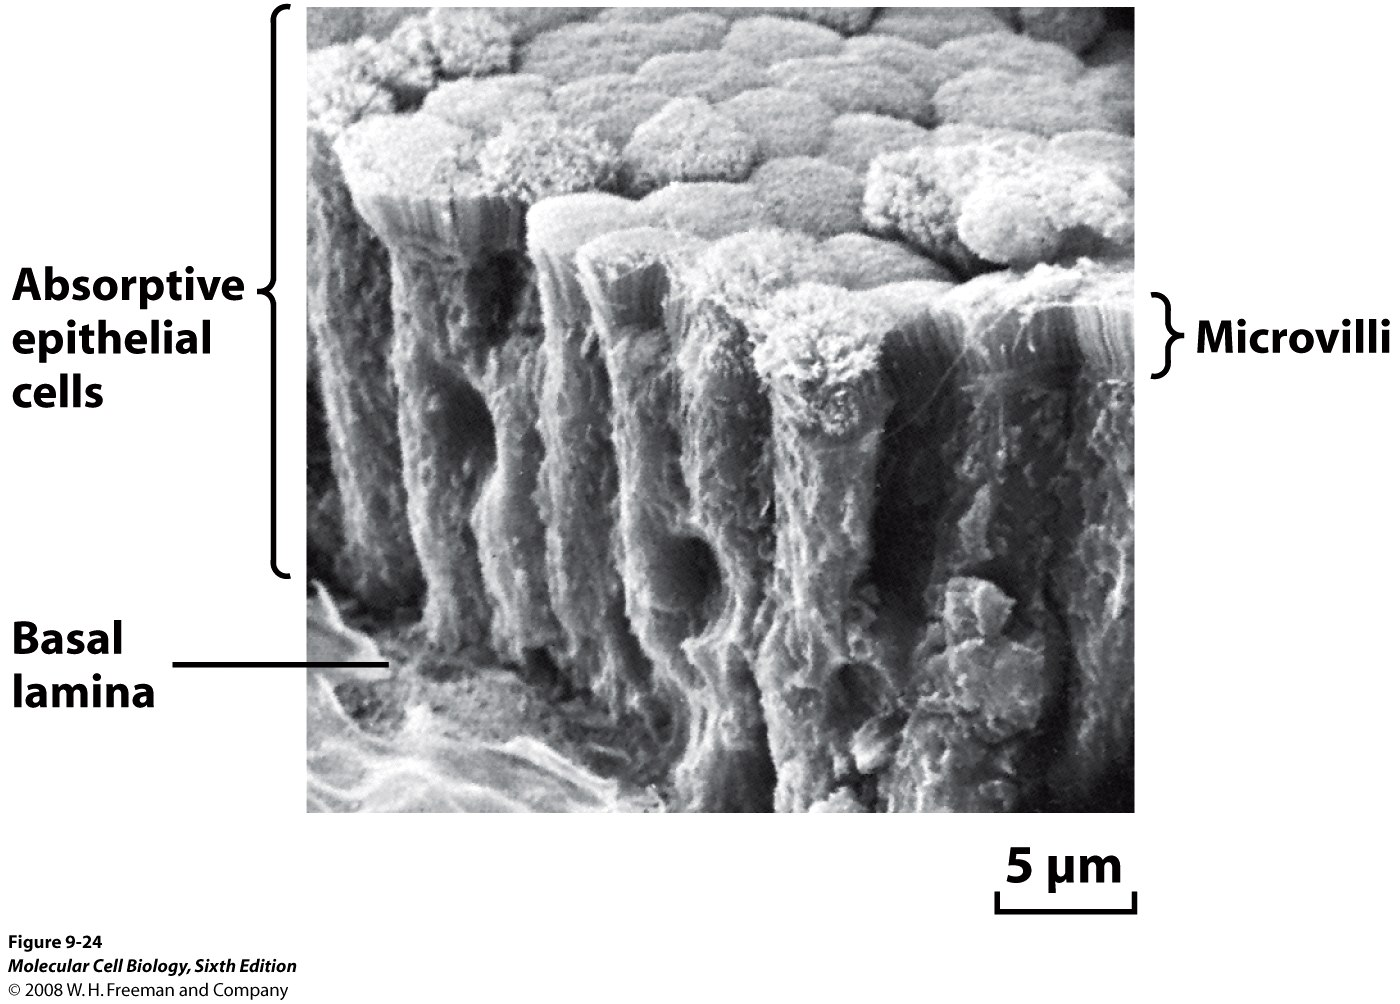 Absorptive
epithelial
cells
Microvilli
Basal
lamina
5 µm
Figure 9-24
Molecular Cell Biology, Sixth Edition
© 2008 W. H. Freeman and Company